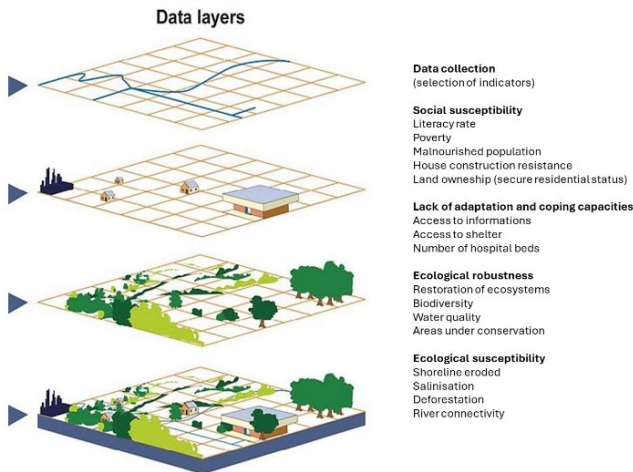 Data layers
Data collection
(selection of indicators)
Social susceptibility
Literacy rate
Poverty
Malnourished population
House construction resistance
Land owneship (secure residential status)
Lack of adaptation and coping capacities
Access to informations
Access to shelter
Number of hospital beds
Ecological robustness
Restoration of ecosystems
Biodiversity
Water quality
Areas under conservation
Ecological susceptibility
Shoreline eroded
Salinisation
Deforestation
River connectivity